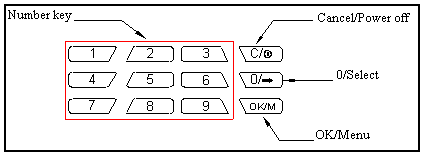 Number key
Cancel/Power off
1 2 3 C/
4 5 6 0/➡
0/Select
7 8 9 OK/M
OK/Menu